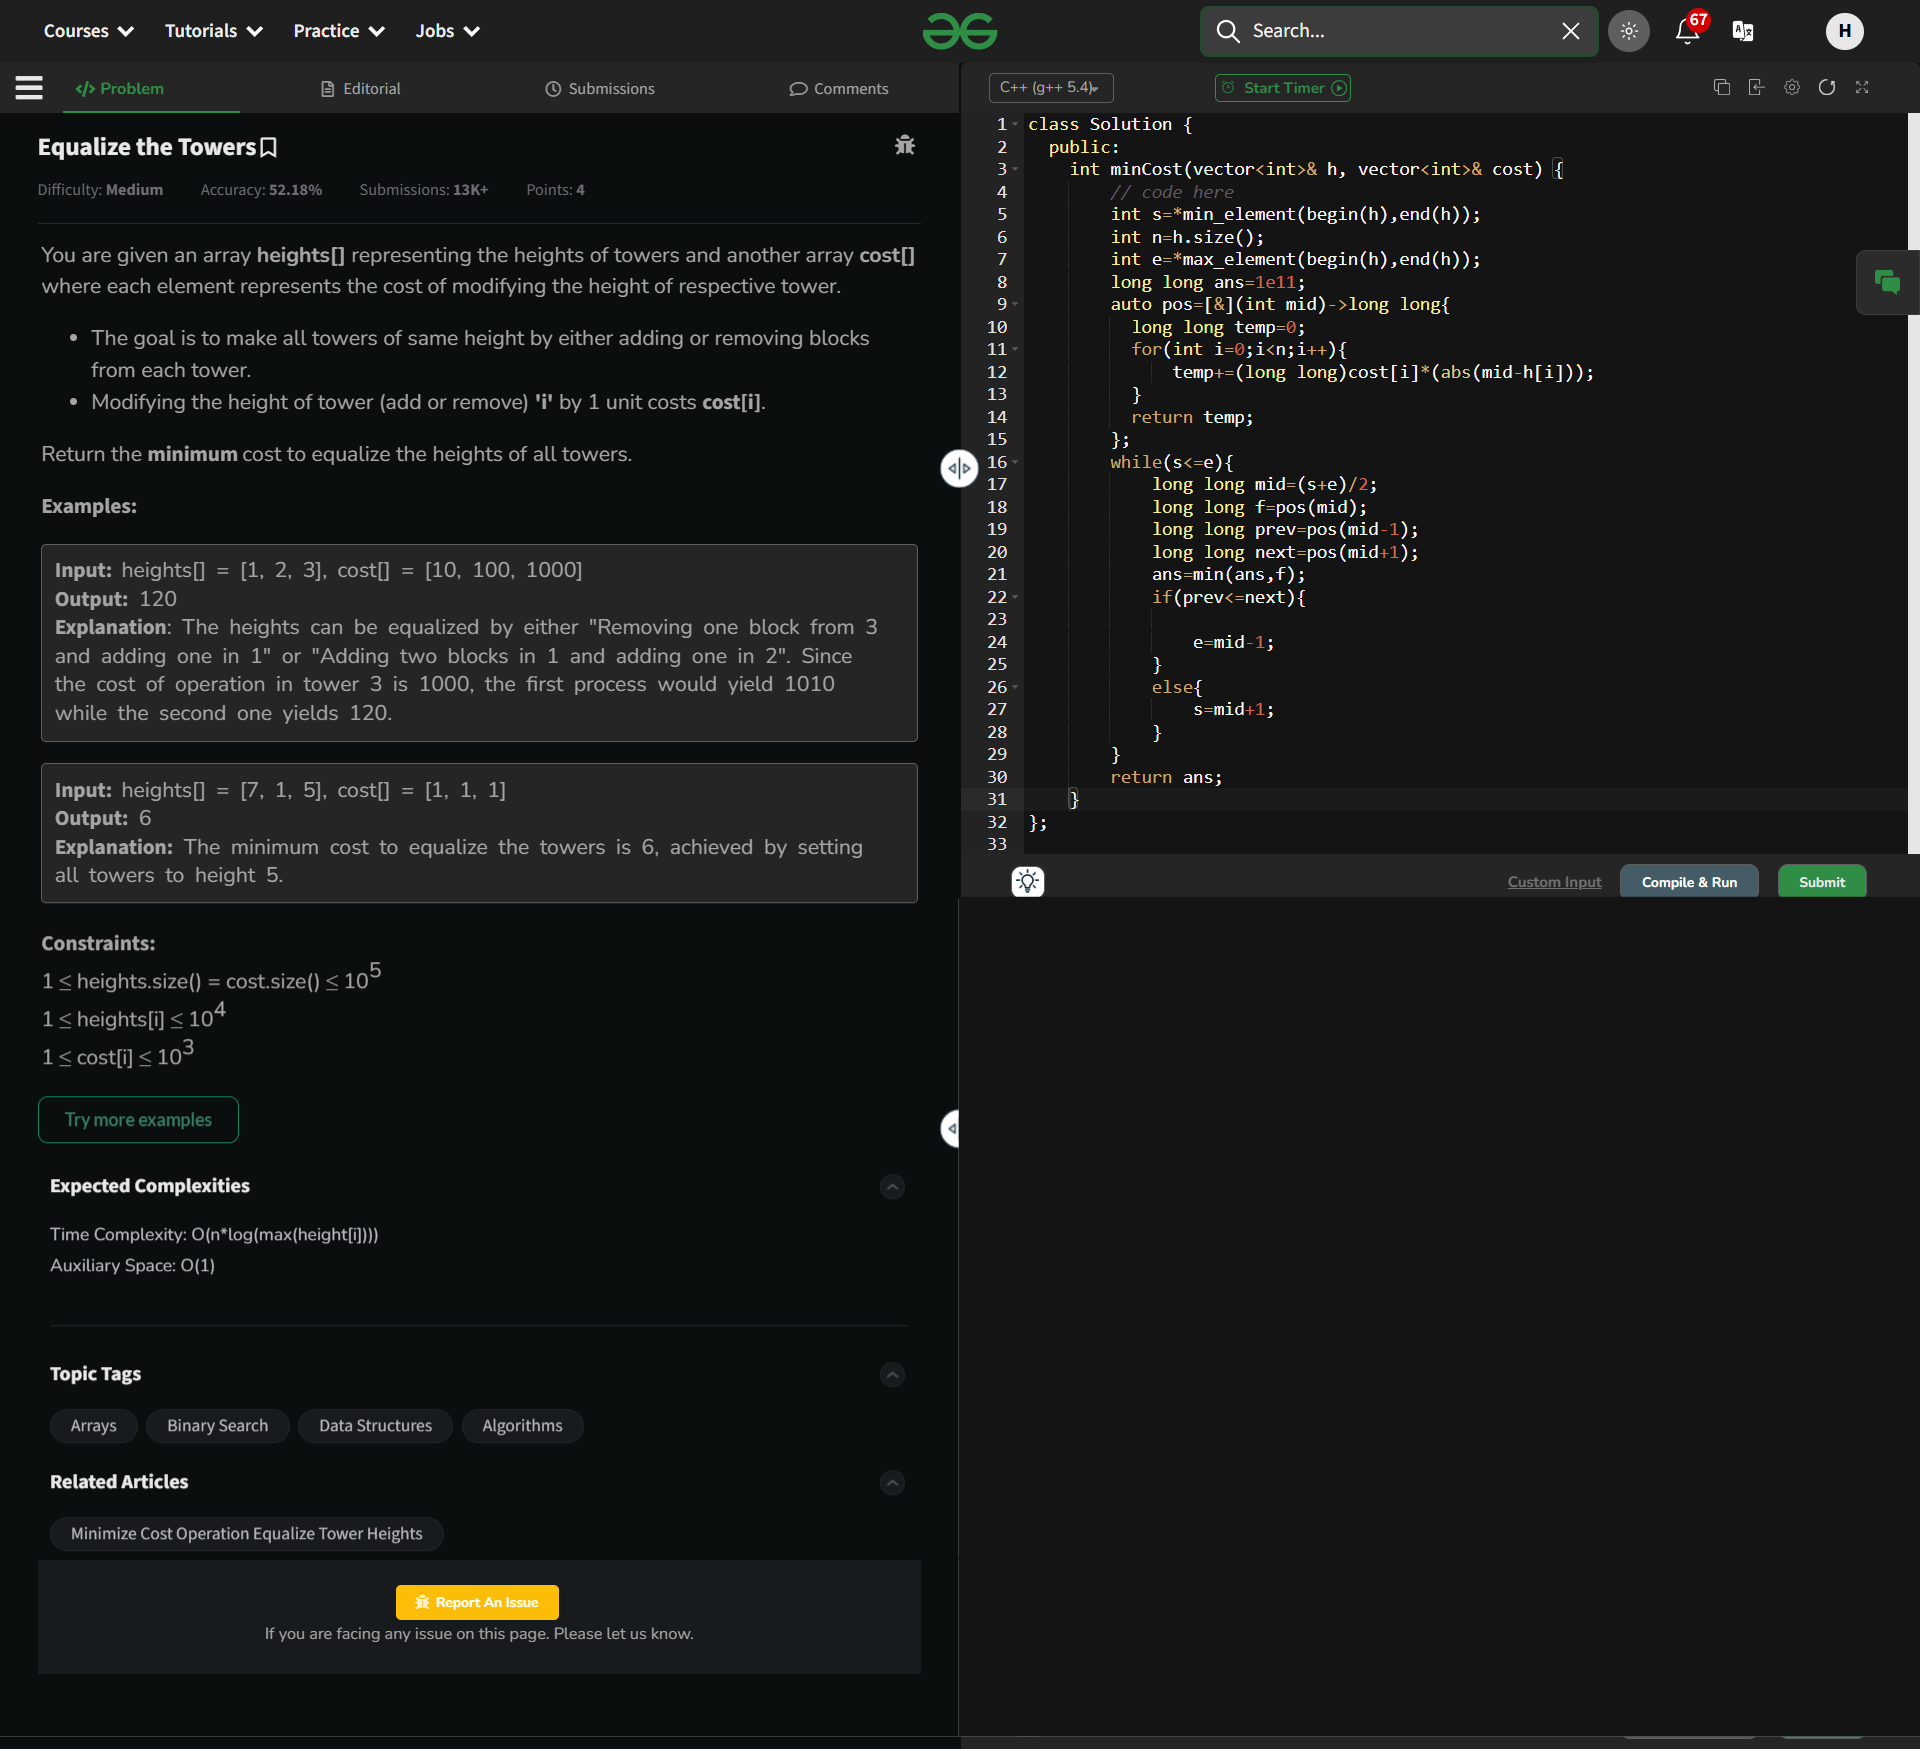 Courses Tutorials Practice Jobs Search... 67 H
Problem Editorial Submissions Comments
C++ (g++ 5.4) Start Timer
Equalize the Towers
Difficulty: Medium Accuracy: 52.18% Submissions: 13K+ Points: 4
You are given an array heights[] representing the heights of towers and another array cost[]
where each element represents the cost of modifying the height of respective tower.
• The goal is to make all towers of same height by either adding or removing blocks
from each tower.
• Modifying the height of tower (add or remove) 'i' by 1 unit costs cost[i].
Return the minimum cost to equalize the heights of all towers.
Examples:
Input: heights[] = [1, 2, 3], cost[] = [10, 100, 1000]
Output: 120
Explanation: The heights can be equalized by either "Removing one block from 3
and adding one in 1" or "Adding two blocks in 1 and adding one in 2". Since
the cost of operation in tower 3 is 1000, the first process would yield 1010
while the second one yields 120.
Input: heights[] = [7, 1, 5], cost[] = [1, 1, 1]
Output: 6
Explanation: The minimum cost to equalize the towers is 6, achieved by setting
all towers to height 5.
Constraints:
1 ≤ heights.size() = cost.size() ≤ 10^5
1 ≤ heights[i] ≤ 10^4
1 ≤ cost[i] ≤ 10^3
Try more examples
Expected Complexities
Time Complexity: O(n*log(max(height[i])))
Auxiliary Space: O(1)
Topic Tags
Arrays Binary Search Data Structures Algorithms
Related Articles
Minimize Cost Operation Equalize Tower Heights
Report An Issue
If you are facing any issue on this page. Please let us know.
1 class Solution {
2 public:
3 int minCost(vector<int>& h, vector<int>& cost) {
4 // code here
5 int s=*min_element(begin(h),end(h));
6 int n=h.size();
7 int e=*max_element(begin(h),end(h));
8 long long ans=1e11;
9 auto pos=[&](int mid)->long long{
10 long long temp=0;
11 for(int i=0;i<n;i++){
12 temp+=(long long)cost[i]*(abs(mid-h[i]));
13 }
14 return temp;
15 };
16 while(s<=e){
17 long long mid=(s+e)/2;
18 long long f=pos(mid);
19 long long prev=pos(mid-1);
20 long long next=pos(mid+1);
21 ans=min(ans,f);
22 if(prev<=next){
23
24 e=mid-1;
25 }
26 else{
27 s=mid+1;
28 }
29 }
30 return ans;
31 }
32 };
33
Custom Input Compile & Run Submit